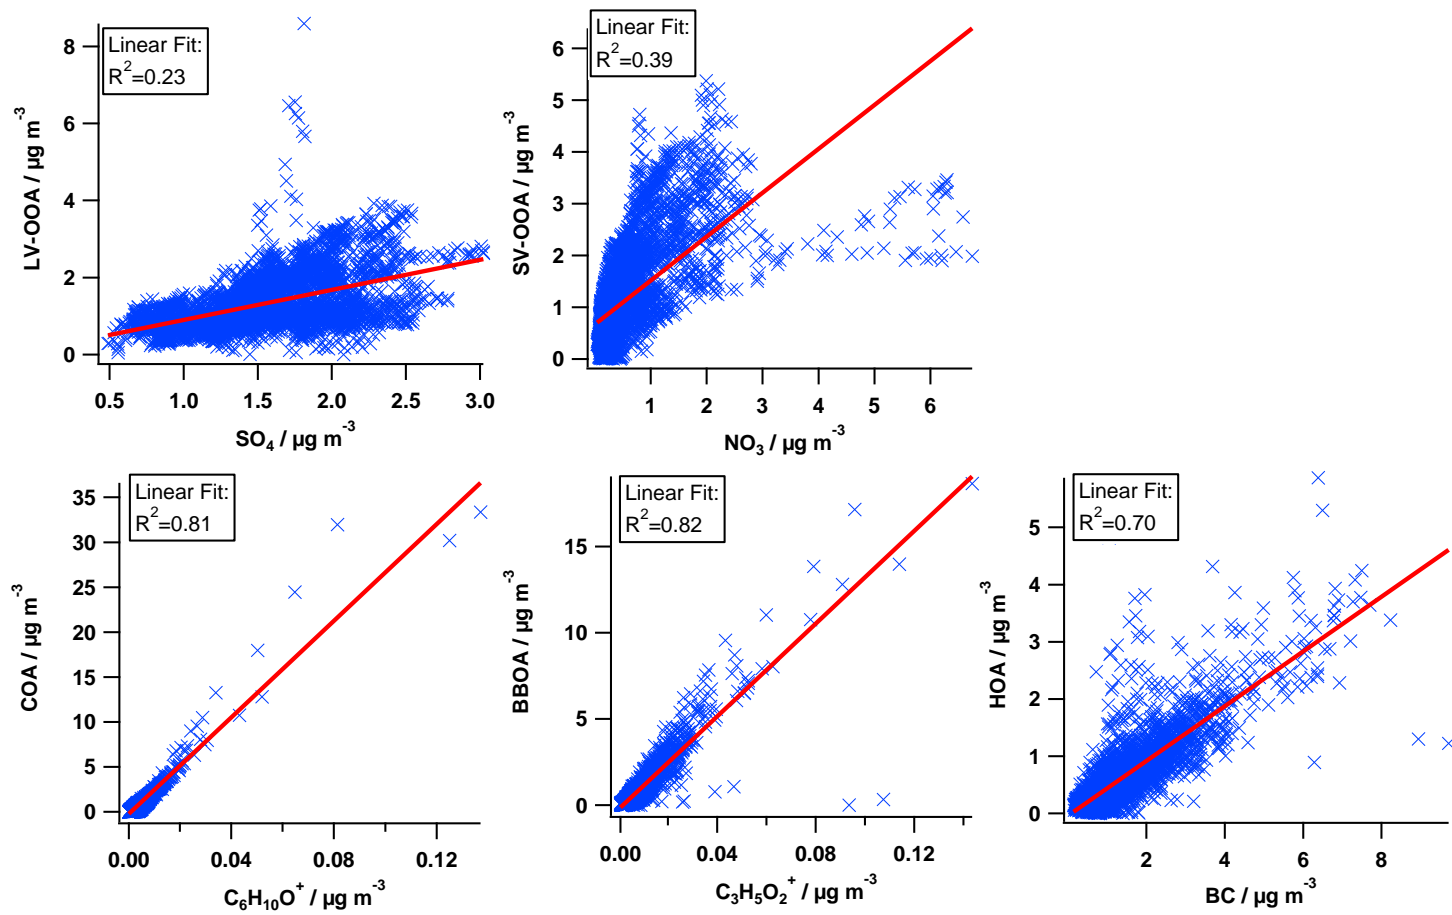 Linear Fit:
R²=0.23
LV-OOA / µg m⁻³
8
6
4
2
0
0.5 1.0 1.5 2.0 2.5 3.0
SO₄ / µg m⁻³
Linear Fit:
R²=0.39
SV-OOA / µg m⁻³
6
5
4
3
2
1
0
1 2 3 4 5 6
NO₃ / µg m⁻³
Linear Fit:
R²=0.81
COA / µg m⁻³
35
30
25
20
15
10
5
0
0.00 0.04 0.08 0.12
C₆H₁₀O⁺ / µg m⁻³
Linear Fit:
R²=0.82
BBOA / µg m⁻³
15
10
5
0
0.00 0.04 0.08 0.12
C₃H₅O₂⁺ / µg m⁻³
Linear Fit:
R²=0.70
HOA / µg m⁻³
5
4
3
2
1
0
2 4 6 8
BC / µg m⁻³